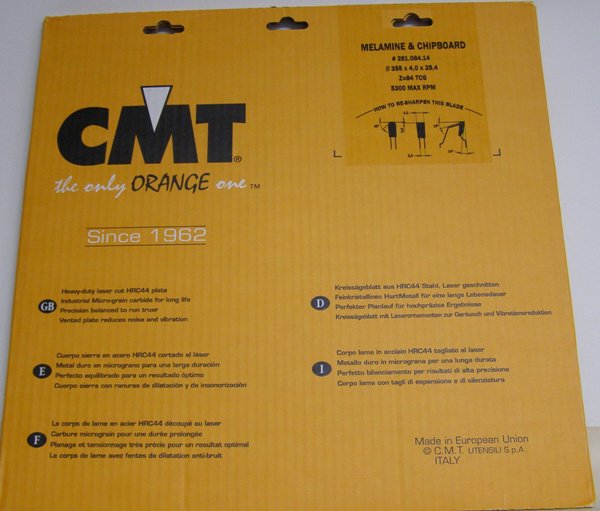 MELAMINE & CHIPBOARD
# 281.084.14
Ø 355 x 4,0 x 25,4
Z=84 TCG
5300 MAX RPM
HOW TO RE-SHARPEN THIS BLADE
CMT®
the only ORANGE one ™
Since 1962
GB
Heavy-duty laser cut HRC44 plate
Industrial Micro-grain carbide for long life
Precision balanced to run truer
Vented plate reduces noise and vibration
D
Kreissägeblatt aus HRC44 Stahl, Laser geschnitten
Feinkristallines HartMetall für eine lange Lebensdauer
Perfekter Planlauf für hochpräzise Ergebnisse
Kreissägeblatt mit Laserornamenten zur Geräusch und Vibrationsreduktion
E
Cuerpo sierra en acero HRC44 cortado al láser
Metal duro en micrograno para una larga duración
Perfecto equilibrado para un resultado óptimo
Cuerpo sierra con ranuras de dilatación y de insonorización
I
Corpo lama in acciaio HRC44 tagliato al laser
Metallo duro in micrograna per una lunga durata
Perfetto bilanciamento per risultati di alta precisione
Corpo lama con tagli di espansione e di silenziatura
F
Le corps de lame en acier HRC44 découpé au laser
Carbure micrograin pour une durée prolongée
Planage et tensionnage très précis pour un resultat optimal
Le corps de lame avec fentes de dilatation anti-bruit
Made in European Union
© C.M.T. UTENSILI S.p.A
ITALY